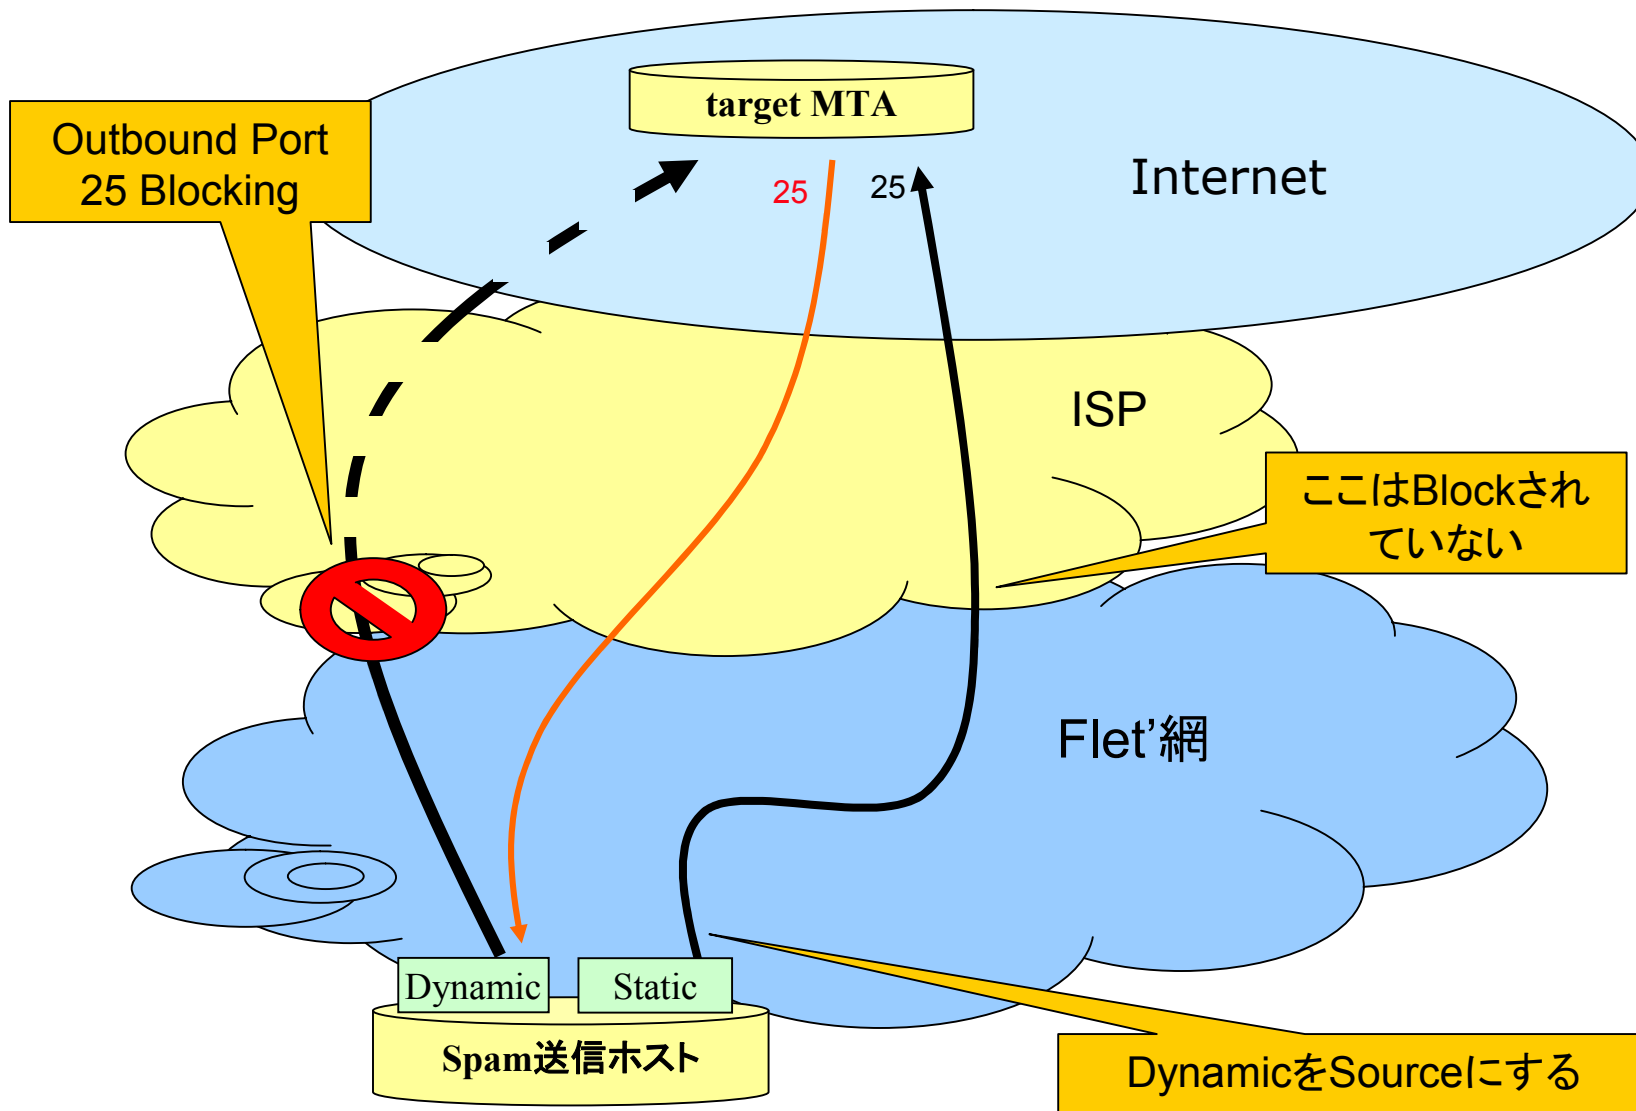 target MTA
Outbound Port
25 Blocking
25
25
Internet
ISP
ここはBlockされ
ていない
Flet’網
Dynamic
Static
Spam送信ホスト
DynamicをSourceにする